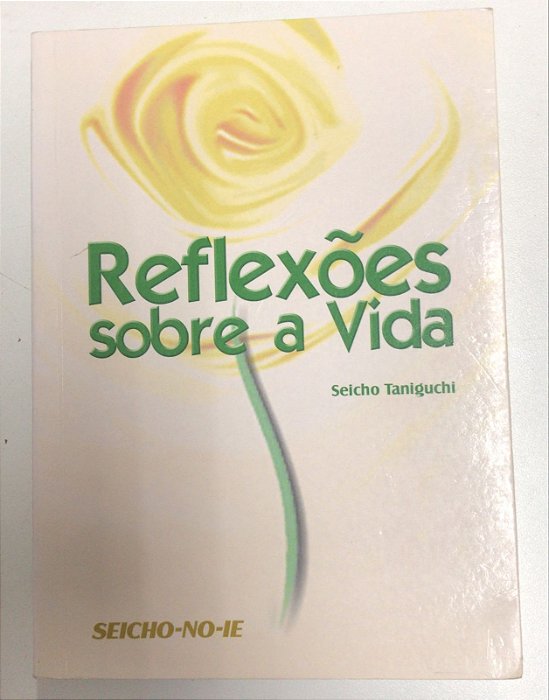 Reflexões
sobre a Vida
Seicho Taniguchi
SEICHO-NO-IE